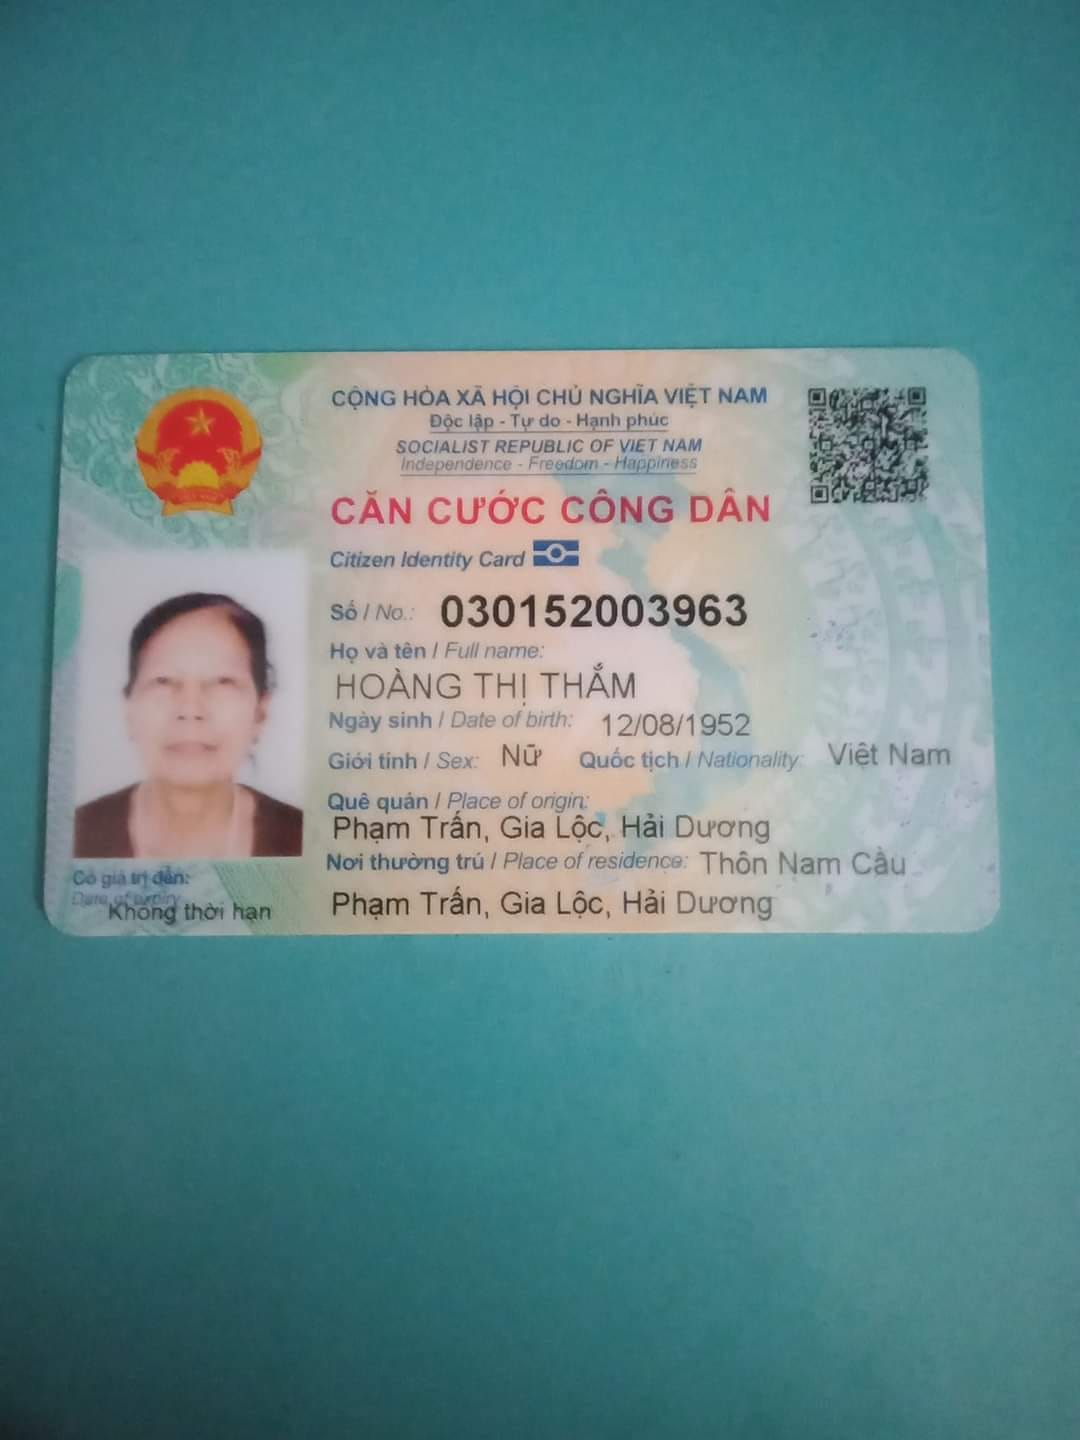 CỘNG HÒA XÃ HỘI CHỦ NGHĨA VIỆT NAM
Độc lập - Tự do - Hạnh phúc
SOCIALIST REPUBLIC OF VIET NAM
Independence - Freedom - Happiness
CĂN CƯỚC CÔNG DÂN
Citizen Identity Card
Số / No.: 030152003963
Họ và tên / Full name:
HOÀNG THỊ THẮM
Ngày sinh / Date of birth: 12/08/1952
Giới tính / Sex: Nữ Quốc tịch / Nationality: Việt Nam
Quê quán / Place of origin:
Phạm Trấn, Gia Lộc, Hải Dương
Nơi thường trú / Place of residence: Thôn Nam Cầu
Phạm Trấn, Gia Lộc, Hải Dương
Có giá trị đến:
Date of expiry
Không thời hạn